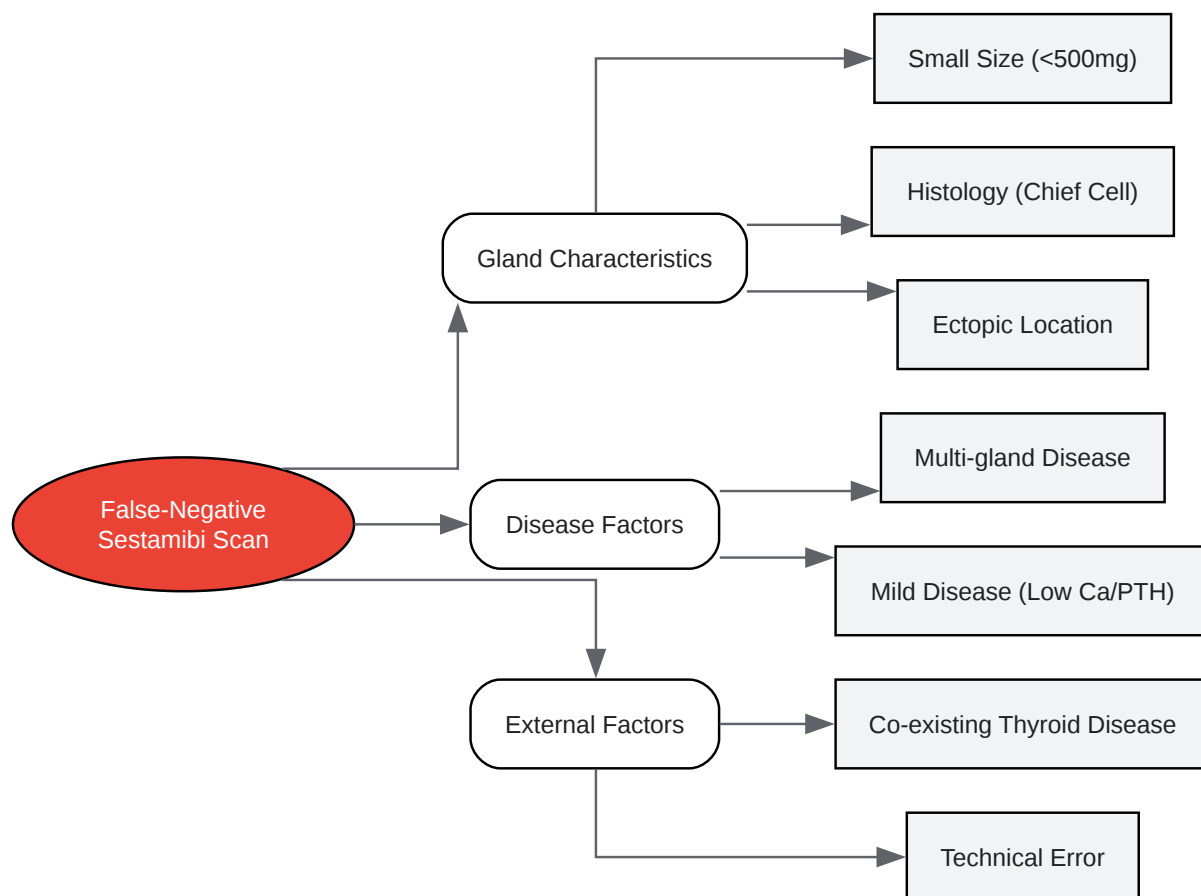 False-Negative
Sestamibi Scan
Gland Characteristics
Small Size (<500mg)
Histology (Chief Cell)
Ectopic Location
Disease Factors
Multi-gland Disease
Mild Disease (Low Ca/PTH)
External Factors
Co-existing Thyroid Disease
Technical Error